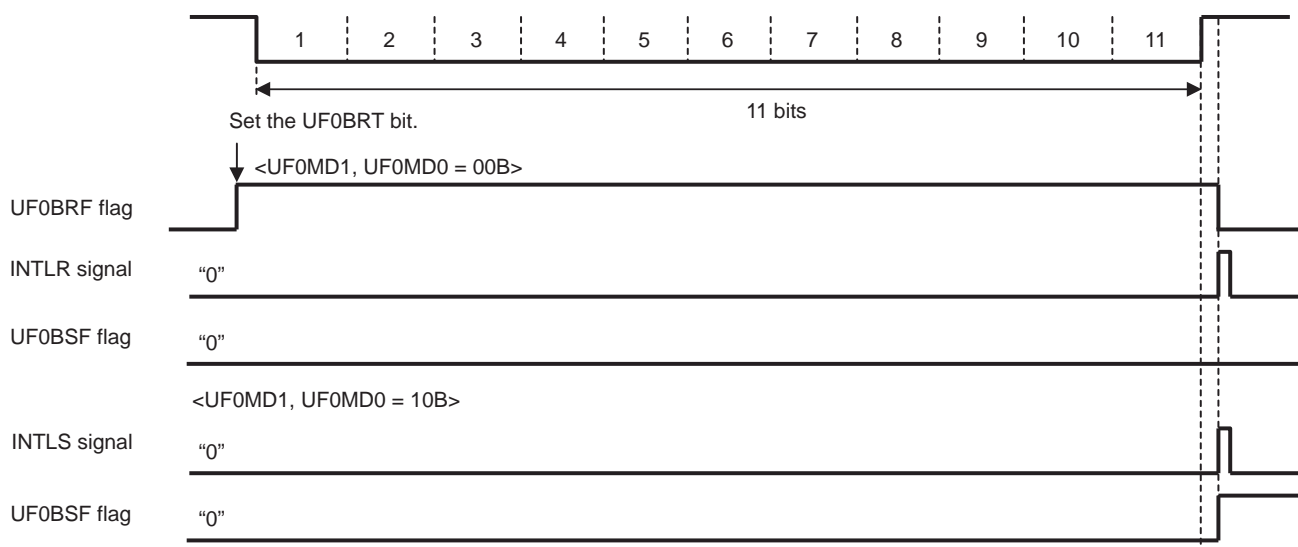 1 2 3 4 5 6 7 8 9 10 11
11 bits
Set the UF0BRT bit.
<UF0MD1, UF0MD0 = 00B>
UF0BRF flag
INTLR signal “0”
UF0BSF flag “0”
<UF0MD1, UF0MD0 = 10B>
INTLS signal “0”
UF0BSF flag “0”